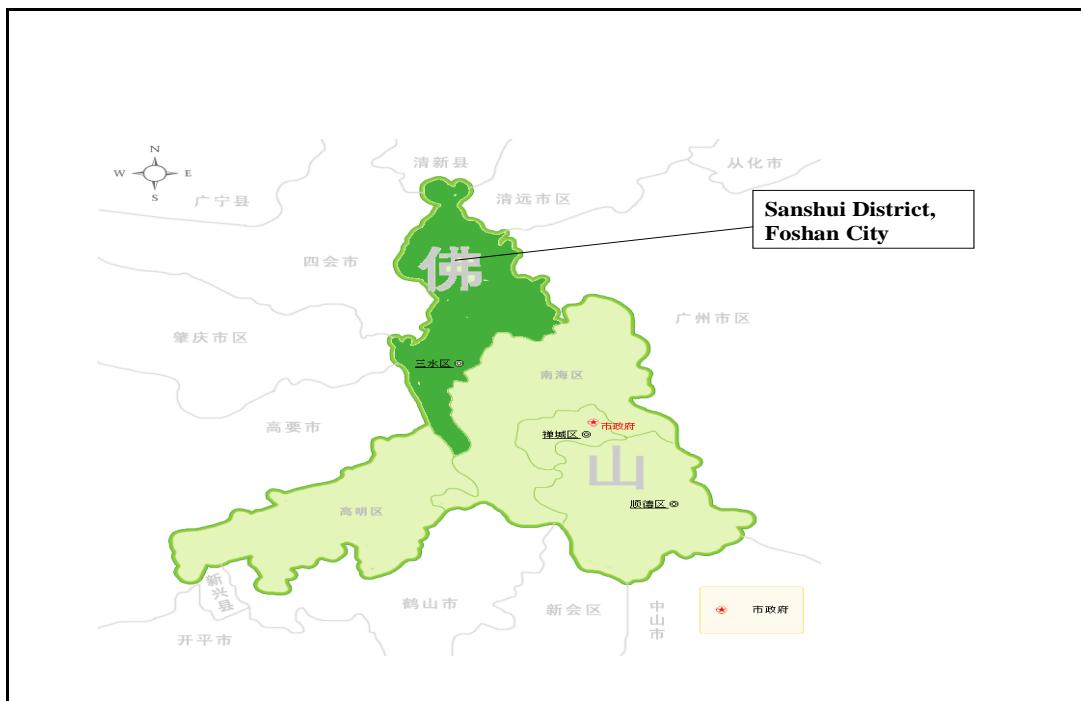 N
W E
S
清新县
从化市
广宁县
清远市区
Sanshui District,
Foshan City
四会市
佛
广州市区
肇庆市区
三水区
南海区
高要市
市政府
禅城区
山
顺德区
高明区
新兴县
鹤山市
新会区
中山市
市政府
开平市